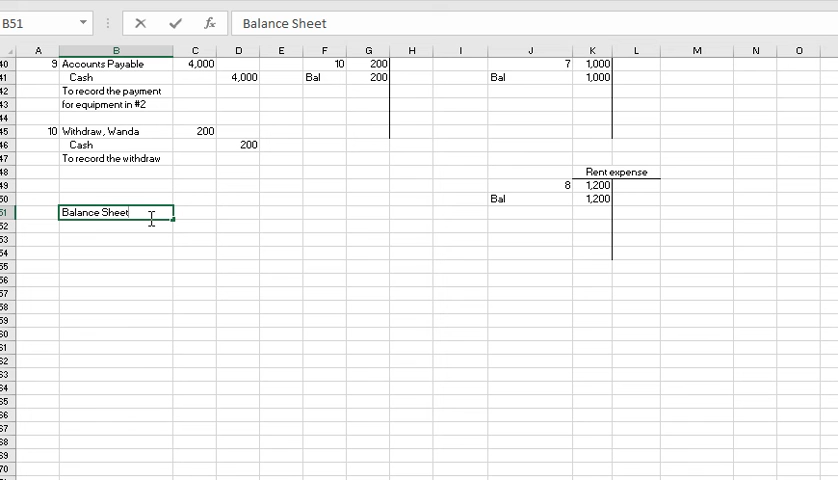 B51
Balance Sheet
A B C D E F G H I J K L M N O
40 9 Accounts Payable 4,000 10 200 7 1,000
41 Cash 4,000 Bal 200 Bal 1,000
42 To record the payment
43 for equipment in #2
44
45 10 Withdraw, Wanda 200
46 Cash 200
47 To record the withdraw
48 Rent expense
49 8 1,200
50 Bal 1,200
51 Balance Sheet
52
53
54
55
56
57
58
59
60
61
62
63
64
65
66
67
68
69
70